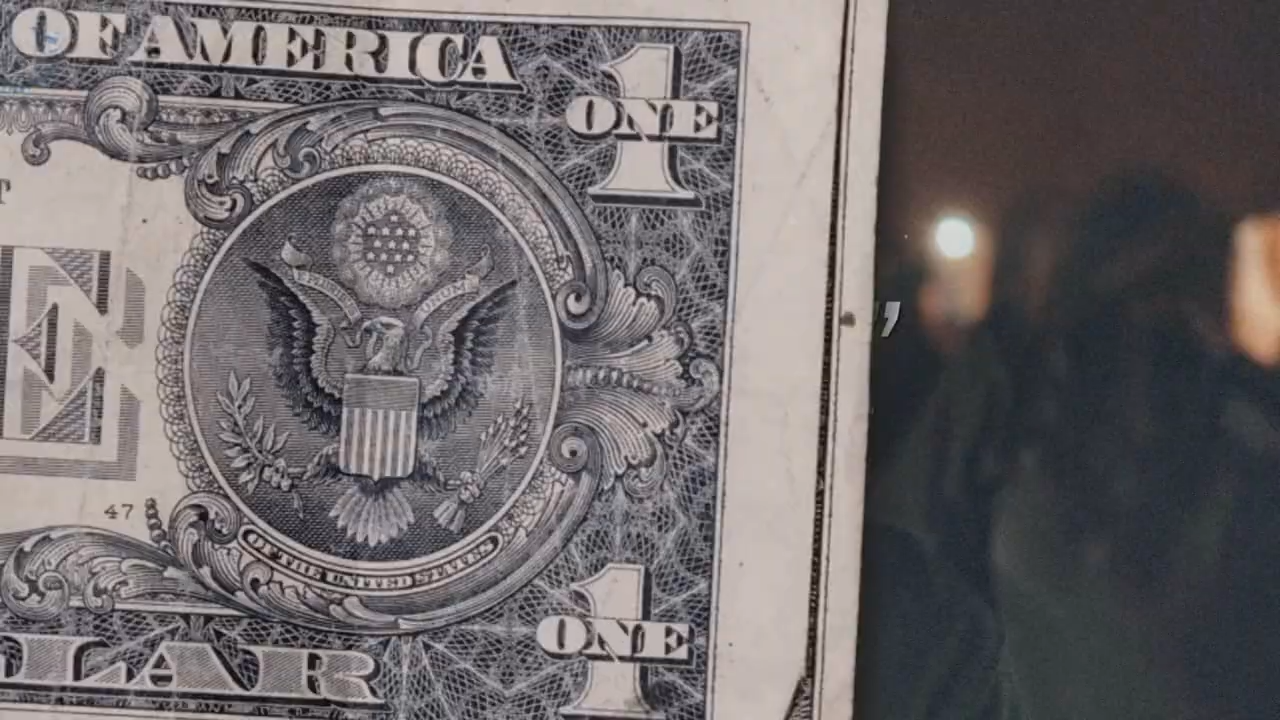 OF AMERICA
1
ONE
T
E
”
47
OF THE UNITED STATES
1
ONE
LAR